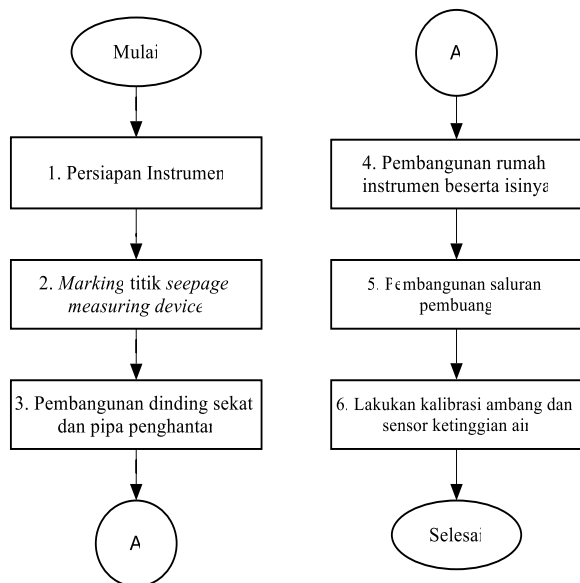 Mulai
1. Persiapan Instrumen
2. Marking titik seepage
measuring device
3. Pembangunan dinding sekat
dan pipa penghantar
A
A
4. Pembangunan rumah
instrumen beserta isinya
5. Pembangunan saluran
pembuang
6. Lakukan kalibrasi ambang dan
sensor ketinggian air
Selesai